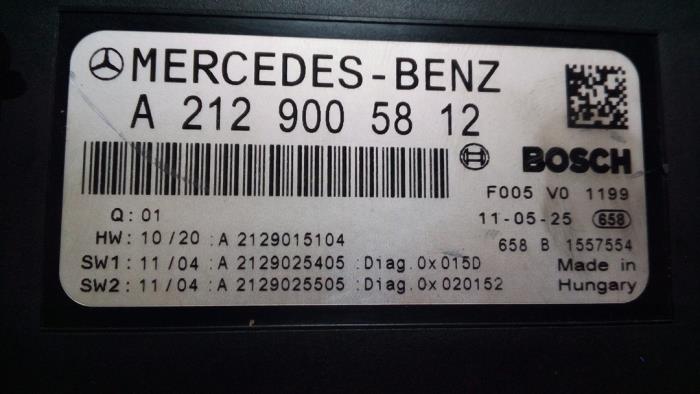 MERCEDES-BENZ
A 212 900 58 12
BOSCH
F005 V0 1199
Q: 01
11-05-25 658
HW: 10/20 :A 2129015104
658 B 1557554
SW1: 11/04 :A 2129025405 :Diag.0x015D
Made in
SW2: 11/04 :A 2129025505 :Diag.0x020152
Hungary